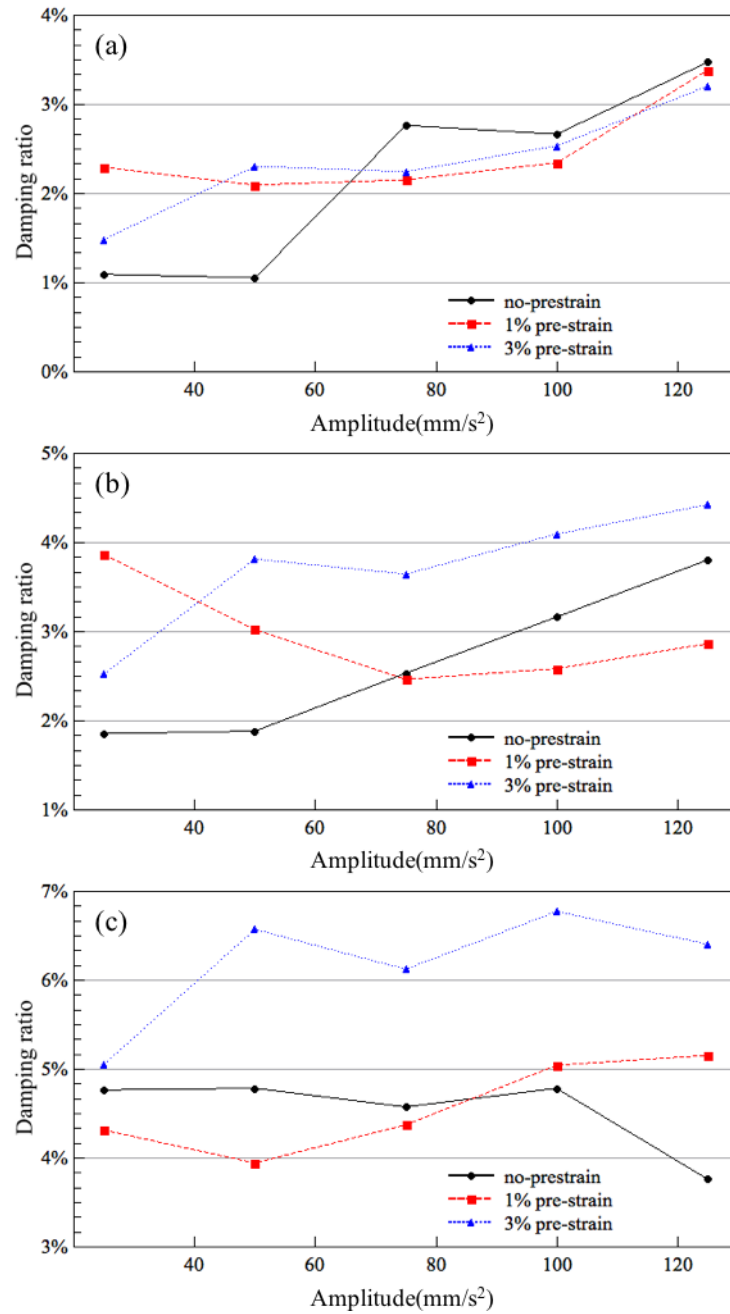 (a)
4%
3%
2%
1%
0%
Damping ratio
no-prestrain
1% pre-strain
3% pre-strain
40 60 80 100 120
Amplitude(mm/s²)
(b)
5%
4%
3%
2%
1%
Damping ratio
no-prestrain
1% pre-strain
3% pre-strain
40 60 80 100 120
Amplitude(mm/s²)
(c)
7%
6%
5%
4%
3%
Damping ratio
no-prestrain
1% pre-strain
3% pre-strain
40 60 80 100 120
Amplitude(mm/s²)